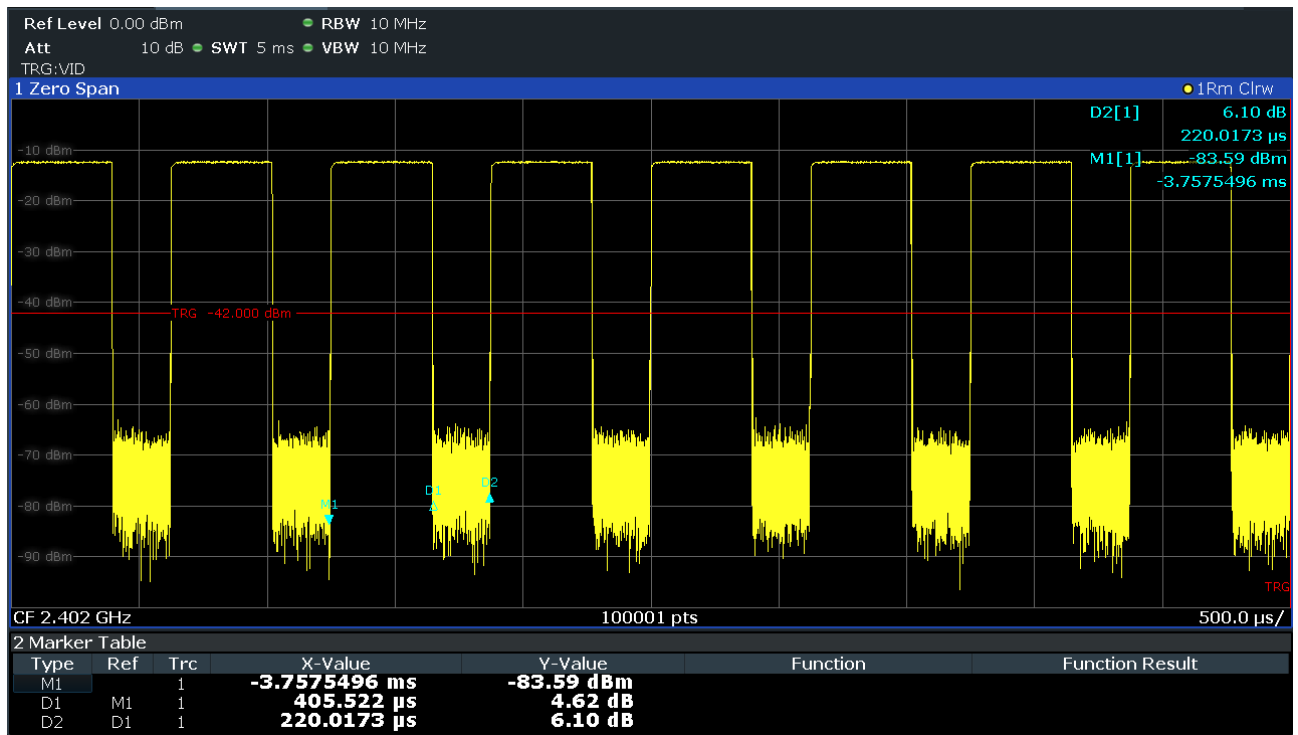 Ref Level 0.00 dBm RBW 10 MHz
Att 10 dB SWT 5 ms VBW 10 MHz
TRG:VID
1 Zero Span 1Rm Clrw
D2[1] 6.10 dB
220.0173 µs
-10 dBm
M1[1] -83.59 dBm
-3.7575496 ms
-20 dBm
-30 dBm
-40 dBm
TRG -42.000 dBm
-50 dBm
-60 dBm
-70 dBm
D1 D2
M1
-80 dBm
-90 dBm
TRG
CF 2.402 GHz 100001 pts 500.0 µs/
2 Marker Table
Type Ref Trc X-Value Y-Value Function Function Result
M1 1 -3.7575496 ms -83.59 dBm
D1 M1 1 405.522 µs 4.62 dB
D2 D1 1 220.0173 µs 6.10 dB